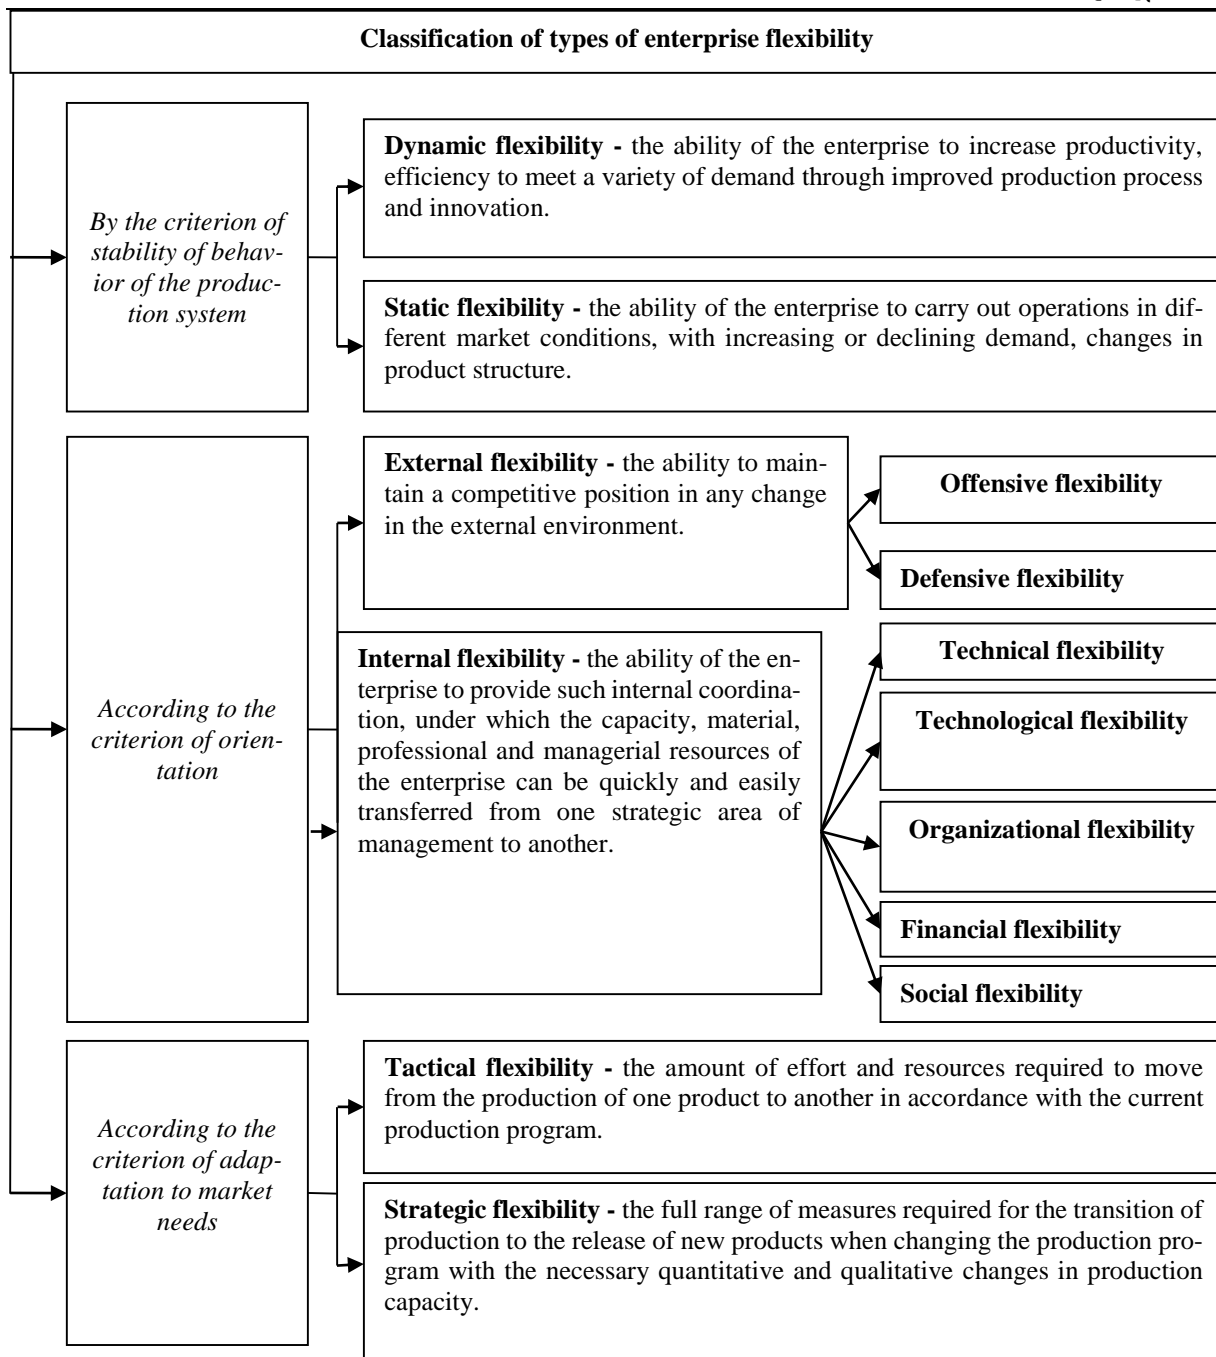 Classification of types of enterprise flexibility
By the criterion of
stability of behav-
ior of the produc-
tion system
Dynamic flexibility - the ability of the enterprise to increase productivity,
efficiency to meet a variety of demand through improved production process
and innovation.
Static flexibility - the ability of the enterprise to carry out operations in dif-
ferent market conditions, with increasing or declining demand, changes in
product structure.
According to the
criterion of orien-
tation
External flexibility - the ability to main-
tain a competitive position in any change
in the external environment.
Offensive flexibility
Defensive flexibility
Internal flexibility - the ability of the en-
terprise to provide such internal coordina-
tion, under which the capacity, material,
professional and managerial resources of
the enterprise can be quickly and easily
transferred from one strategic area of
management to another.
Technical flexibility
Technological flexibility
Organizational flexibility
Financial flexibility
Social flexibility
According to the
criterion of adap-
tation to market
needs
Tactical flexibility - the amount of effort and resources required to move
from the production of one product to another in accordance with the current
production program.
Strategic flexibility - the full range of measures required for the transition of
production to the release of new products when changing the production pro-
gram with the necessary quantitative and qualitative changes in production
capacity.